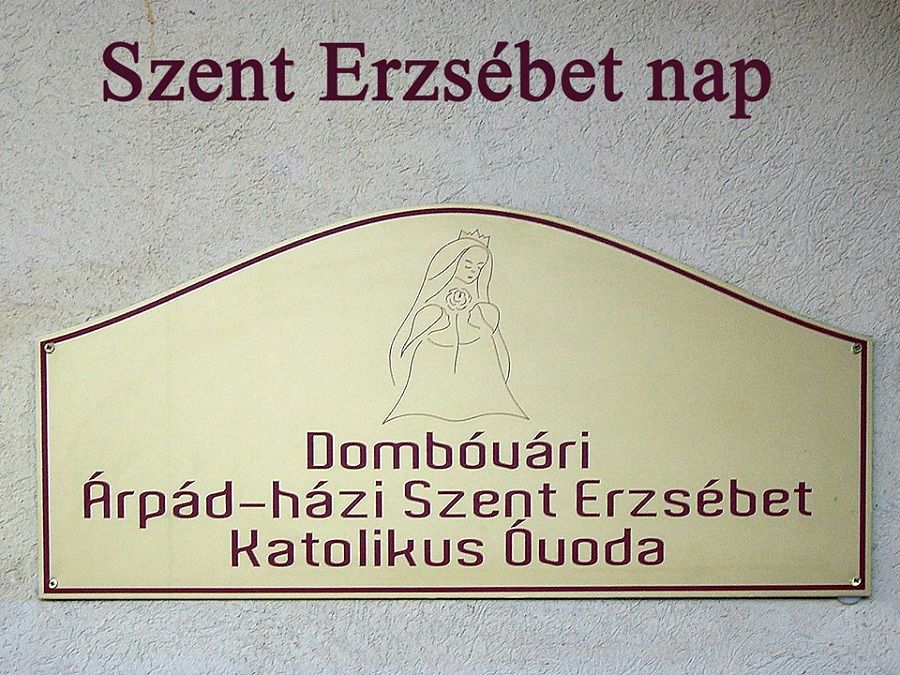 Szent Erzsébet nap
Dombóvári
Árpád-házi Szent Erzsébet
Katolikus Óvoda